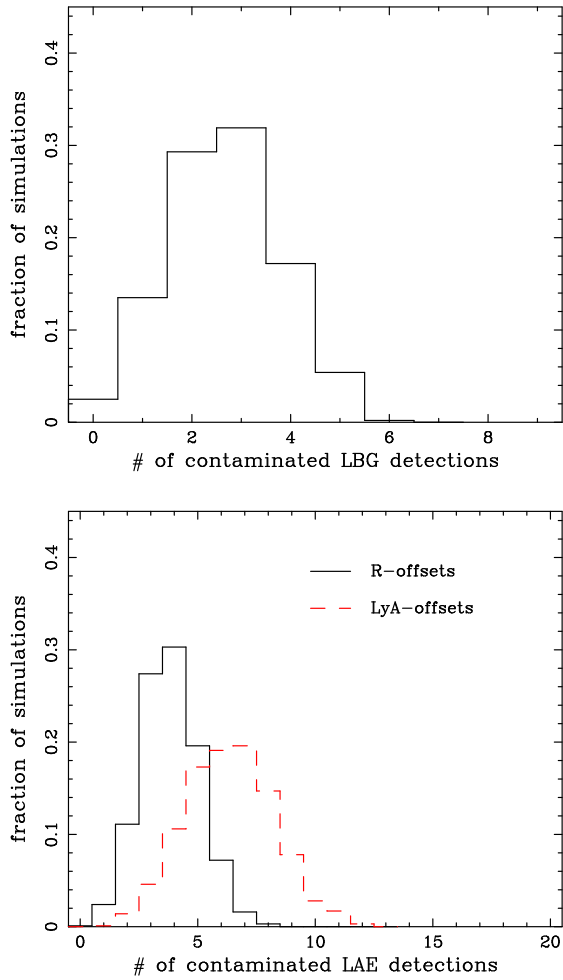 fraction of simulations
0.4
0.3
0.2
0.1
0
0 2 4 6 8
# of contaminated LBG detections
fraction of simulations
0.4
0.3
0.2
0.1
0
R-offsets
LyA-offsets
0 5 10 15 20
# of contaminated LAE detections